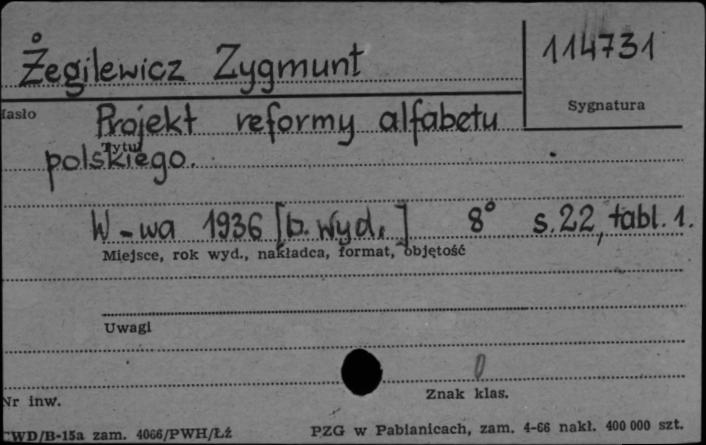 Żegilewicz Zygmunt
114731
Hasło
Sygnatura
Projekt reformy alfabetu
Tytuł
polskiego.
W-wa 1936 [b. wyd.] 8° s. 22, tabl. 1.
Miejsce, rok wyd., nakładca, format, objętość
Uwagi
0
Nr inw.
Znak klas.
CWD/B-15a zam. 4066/PWH/Łź
PZG w Pabianicach, zam. 4-66 nakł. 400 000 szt.